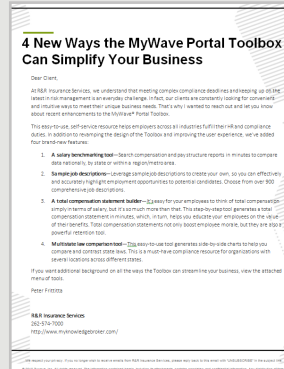 4 New Ways the MyWave Portal Toolbox
Can Simplify Your Business
Dear Client,
At R&R Insurance Services, we understand that meeting complex compliance deadlines and keeping up on the
latest in risk management is an everyday challenge. In fact, our clients are constantly looking for convenient
and intuitive ways to meet their unique business needs. That's why I wanted to reach out and let you know
about recent enhancements to the MyWave® Portal Toolbox.
This easy-to-use, self-service resource helps employers across all industries fulfill their HR and compliance
duties. In addition to revamping the design of the Toolbox and improving the user experience, we've added
four brand-new features:
1. A salary benchmarking tool—Search compensation and pay structure reports in minutes to compare
data nationally, by state or within a region/metro area.
2. Sample job descriptions—Leverage sample job descriptions to create your own, so you can effectively
and accurately highlight employment opportunities to potential candidates. Choose from over 900
comprehensive job descriptions.
3. A total compensation statement builder—It's easy for your employees to think of total compensation
simply in terms of salary, but it's so much more than that. This step-by-step tool generates a total
compensation statement in minutes, which, in turn, helps you educate your employees on the value
of their benefits. Total compensation statements not only boost employee morale, but they are also a
powerful retention tool.
4. Multistate law comparison tool—This easy-to-use tool generates side-by-side charts to help you
compare and contrast state laws. This is a must-have compliance resource for organizations with
several locations across different states.
If you want additional background on all the ways the Toolbox can streamline your business, view the attached
menu of tools.
Peter Frittitta
R&R Insurance Services
262-574-7000
http://www.myknowledgebroker.com/